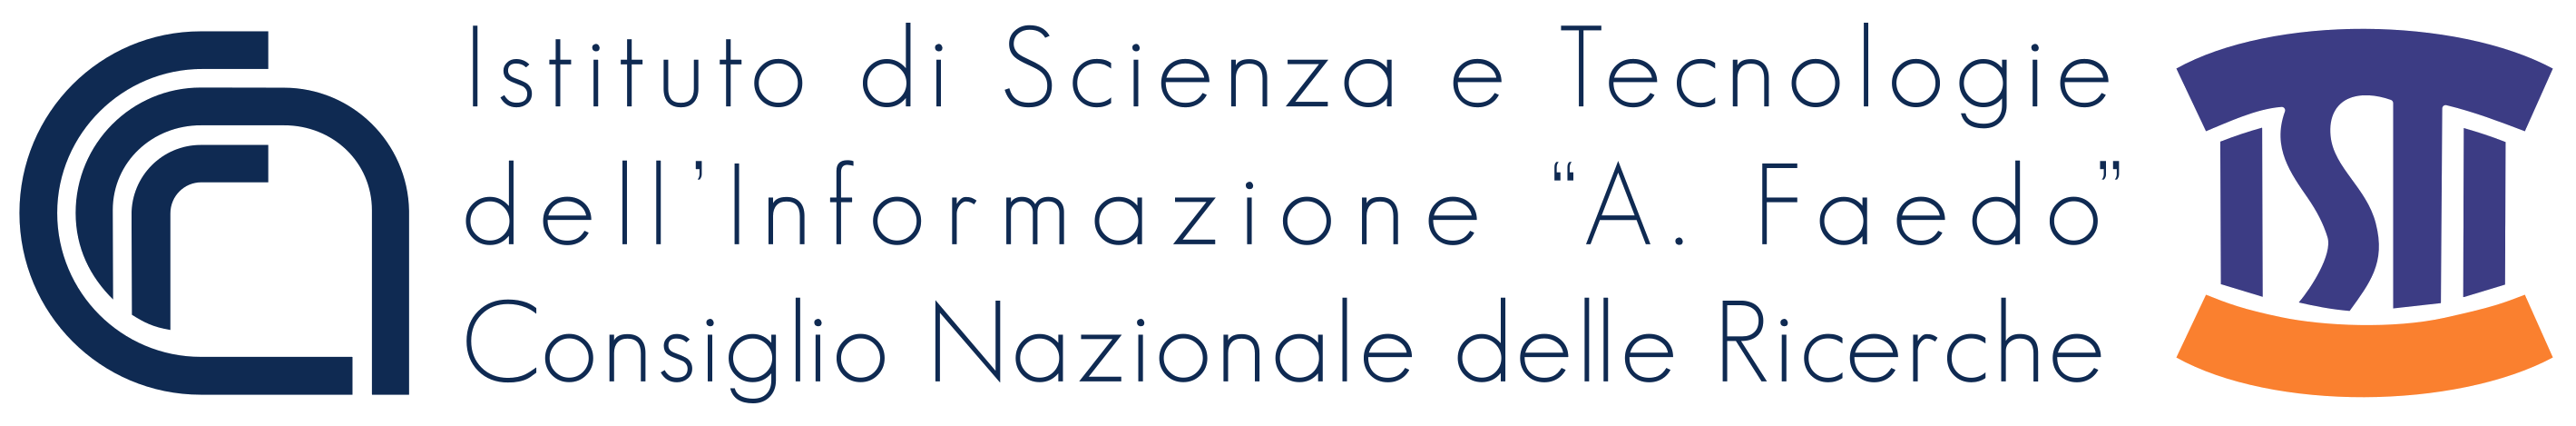 Istituto di Scienza e Tecnologie
dell'Informazione “A. Faedo”
Consiglio Nazionale delle Ricerche
ISTI